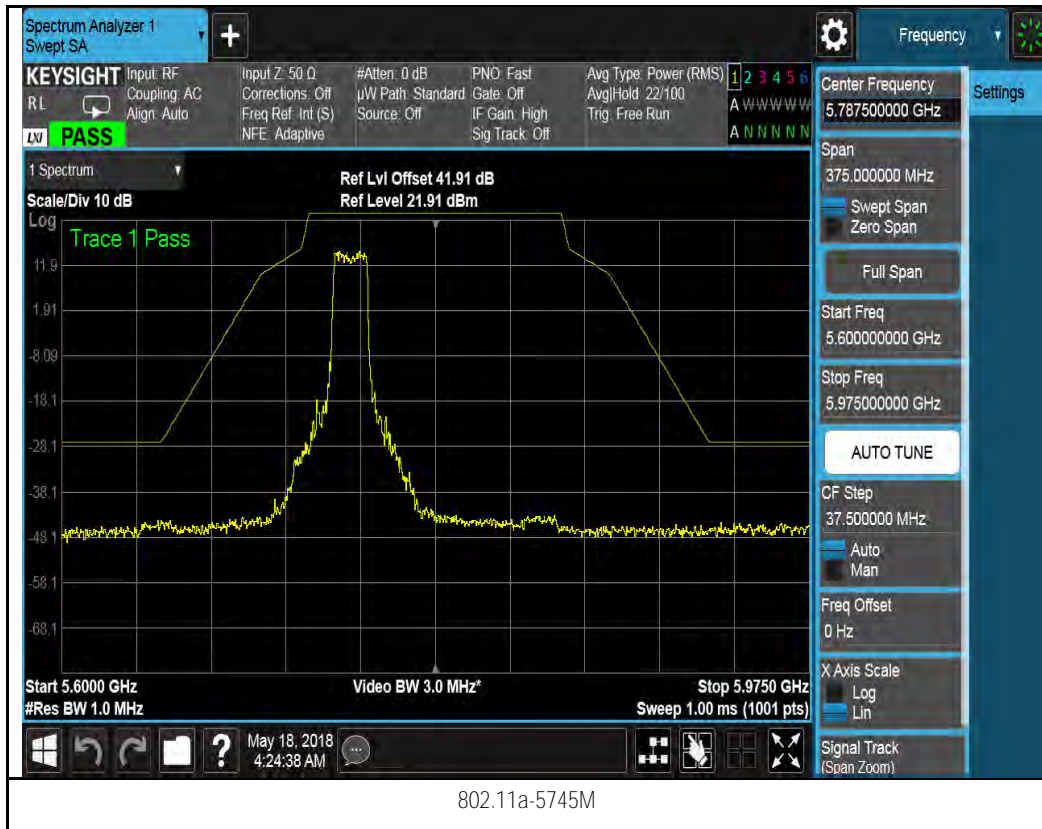 Spectrum Analyzer 1
Swept SA
+
Frequency
KEYSIGHT
R L
LXI PASS
Input: RF
Coupling: AC
Align: Auto
Input Z: 50 Ω
Corrections: Off
Freq Ref: Int (S)
NFE: Adaptive
#Atten: 0 dB
µW Path: Standard
Source: Off
PNO: Fast
Gate: Off
IF Gain: High
Sig Track: Off
Avg Type: Power (RMS)
Avg|Hold: 22/100
Trig: Free Run
1 2 3 4 5 6
A W W W W W
A N N N N N
1 Spectrum
Scale/Div 10 dB
Ref Lvl Offset 41.91 dB
Ref Level 21.91 dBm
Log
Trace 1 Pass
11.9
1.91
-8.09
-18.1
-28.1
-38.1
-48.1
-58.1
-68.1
Start 5.6000 GHz
#Res BW 1.0 MHz
Video BW 3.0 MHz*
Stop 5.9750 GHz
Sweep 1.00 ms (1001 pts)
Center Frequency
5.787500000 GHz
Settings
Span
375.000000 MHz
Swept Span
Zero Span
Full Span
Start Freq
5.600000000 GHz
Stop Freq
5.975000000 GHz
AUTO TUNE
CF Step
37.500000 MHz
Auto
Man
Freq Offset
0 Hz
X Axis Scale
Log
Lin
Signal Track
(Span Zoom)
?
May 18, 2018
4:24:38 AM
802.11a-5745M